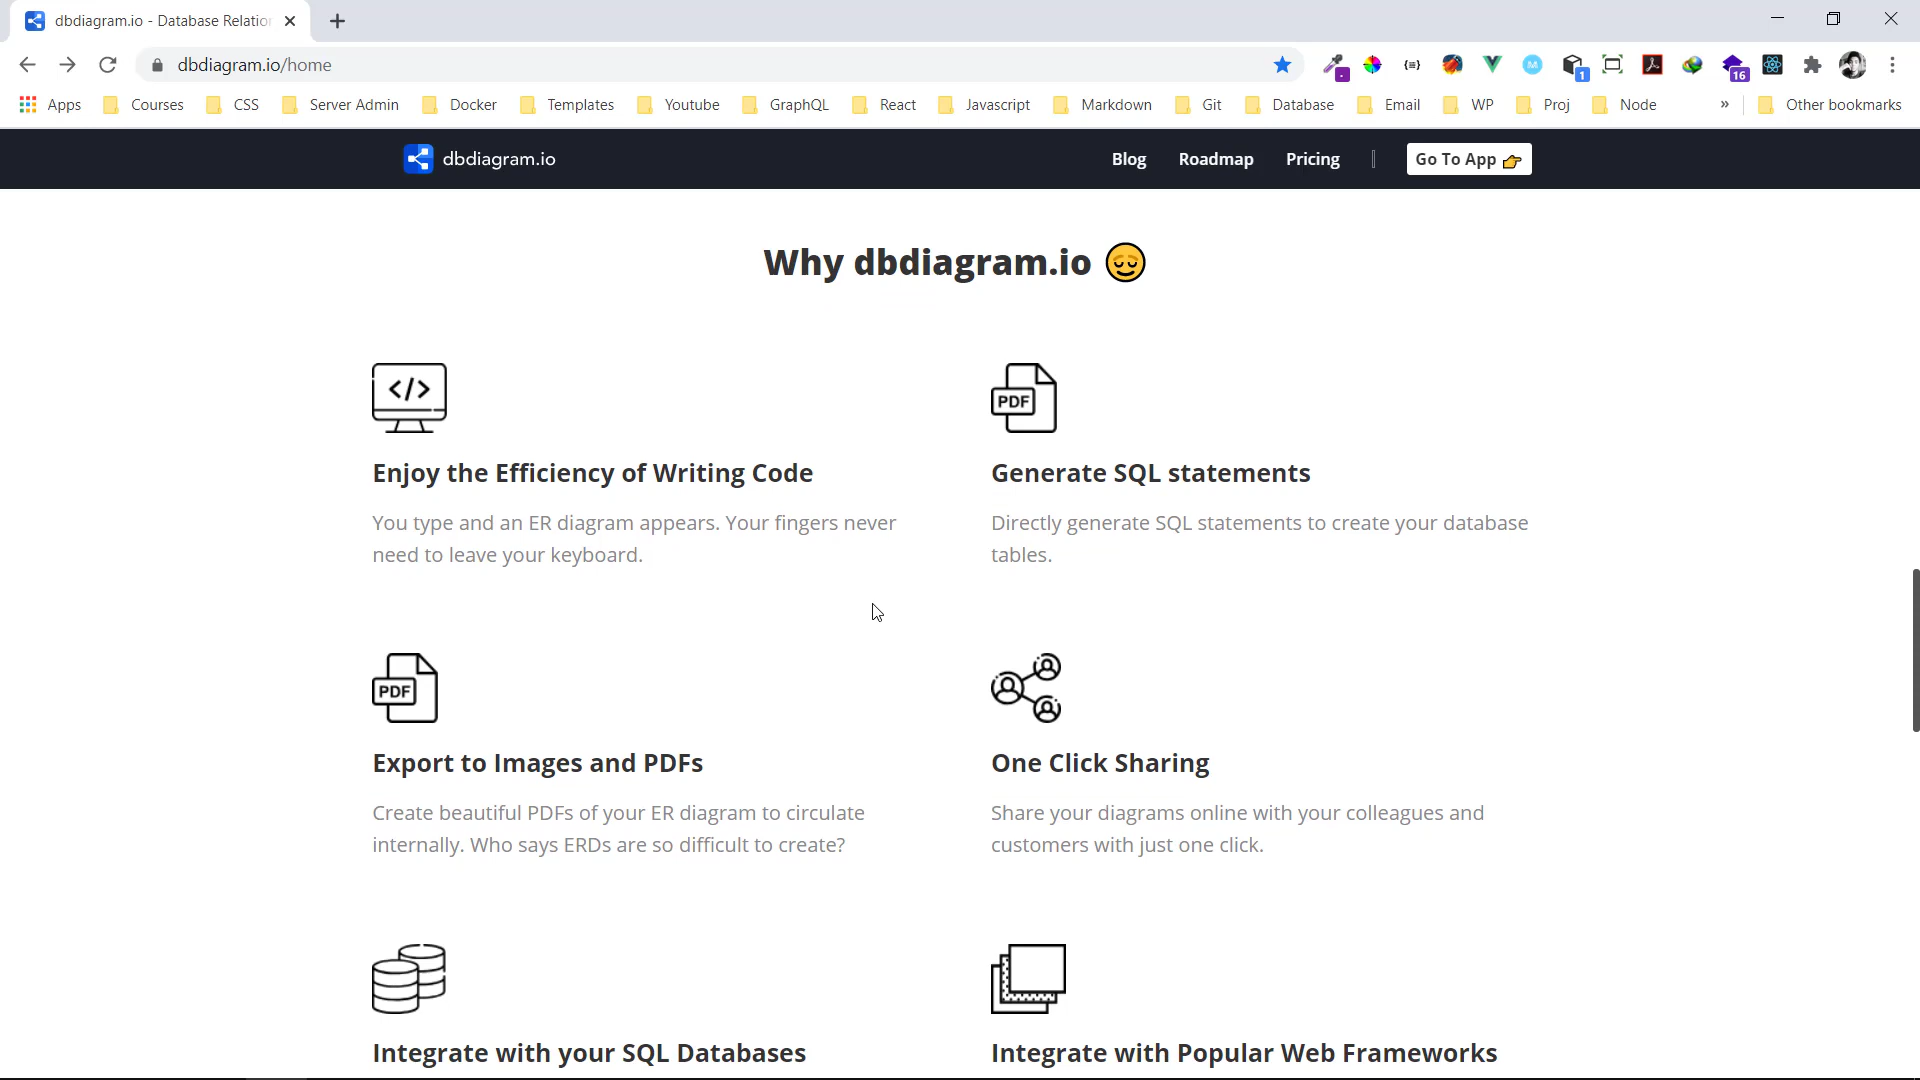 dbdiagram.io - Database Relatio
dbdiagram.io/home
16
1
Apps Courses CSS Server Admin Docker Templates Youtube GraphQL React Javascript Markdown Git Database Email WP Proj Node » Other bookmarks
dbdiagram.io Blog Roadmap Pricing Go To App
Why dbdiagram.io
</>
PDF
Enjoy the Efficiency of Writing Code
You type and an ER diagram appears. Your fingers never
need to leave your keyboard.
Generate SQL statements
Directly generate SQL statements to create your database
tables.
PDF
Export to Images and PDFs
Create beautiful PDFs of your ER diagram to circulate
internally. Who says ERDs are so difficult to create?
One Click Sharing
Share your diagrams online with your colleagues and
customers with just one click.
Integrate with your SQL Databases
Integrate with Popular Web Frameworks